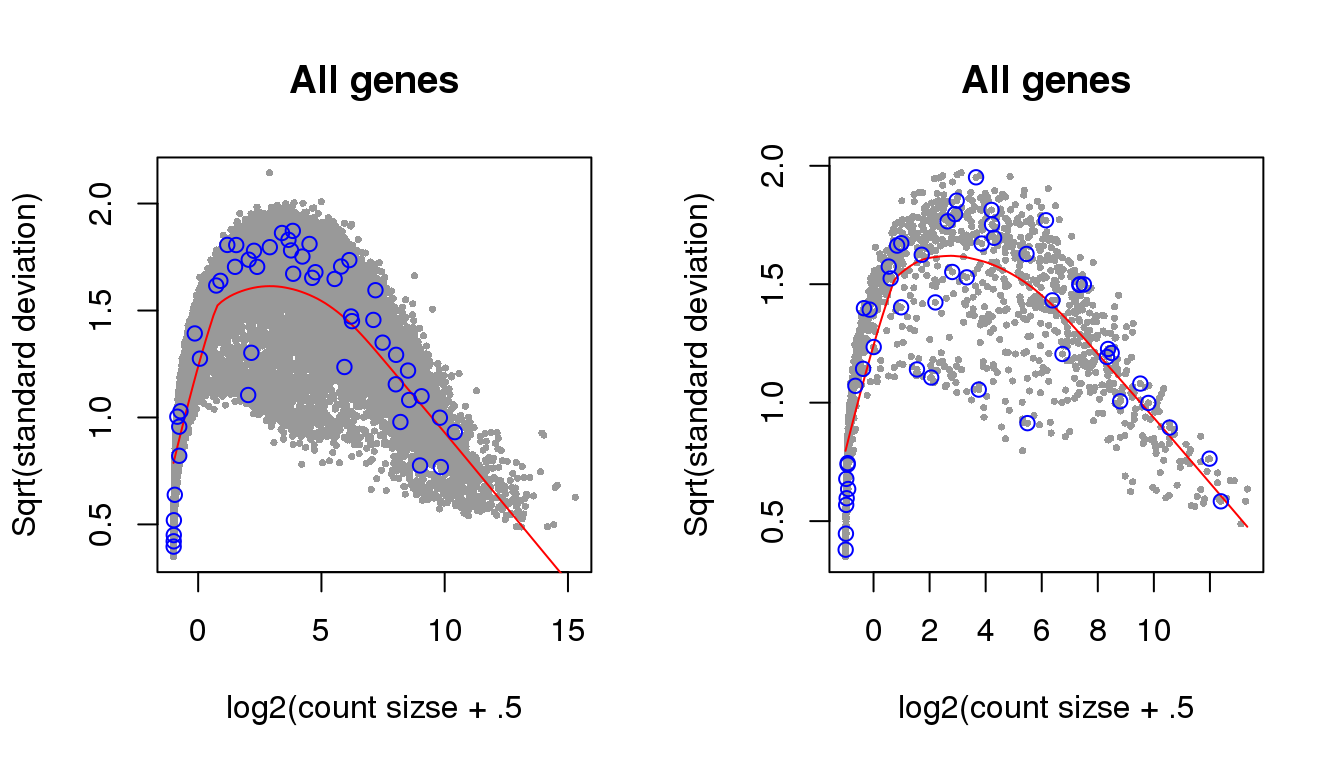 All genes
Sqrt(standard deviation)
2.0
1.5
1.0
0.5
0 5 10 15
log2(count sizse + .5
All genes
Sqrt(standard deviation)
2.0
1.5
1.0
0.5
0 2 4 6 8 10
log2(count sizse + .5